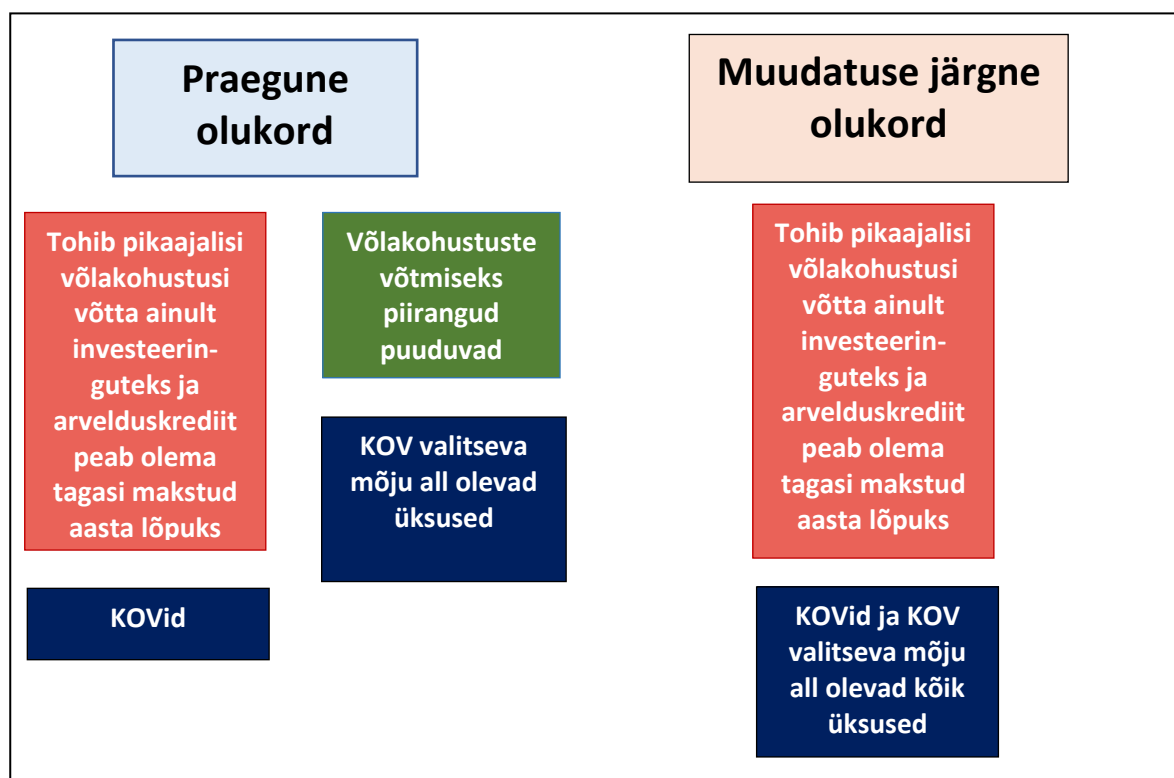 Praegune
olukord
Tohib pikaajalisi
võlakohustusi
võtta ainult
investeerin-
guteks ja
arvelduskrediit
peab olema
tagasi makstud
aasta lõpuks
KOVid
Võlakohustuste
võtmiseks
piirangud
puuduvad
KOV valitseva
mõju all olevad
üksused
Muudatuse järgne
olukord
Tohib pikaajalisi
võlakohustusi
võtta ainult
investeerin-
guteks ja
arvelduskrediit
peab olema
tagasi makstud
aasta lõpuks
KOVid ja KOV
valitseva mõju
all olevad kõik
üksused